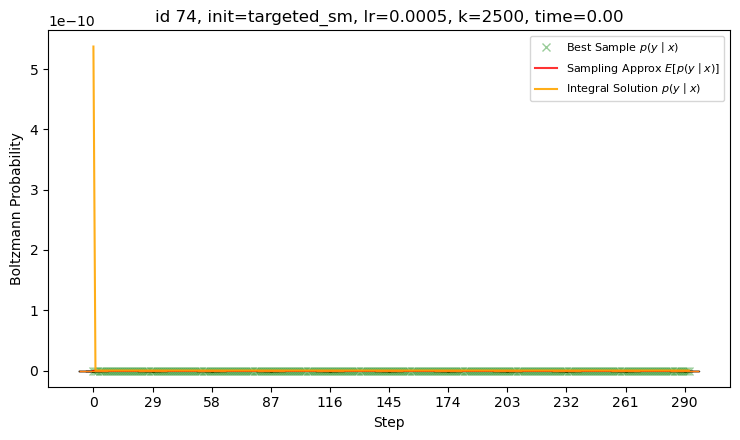 id 74, init=targeted_sm, lr=0.0005, k=2500, time=0.00
1e−10
Best Sample p(y | x)
Sampling Approx E[p(y | x)]
Integral Solution p(y | x)
5
4
3
2
1
0
Boltzmann Probability
0 29 58 87 116 145 174 203 232 261 290
Step